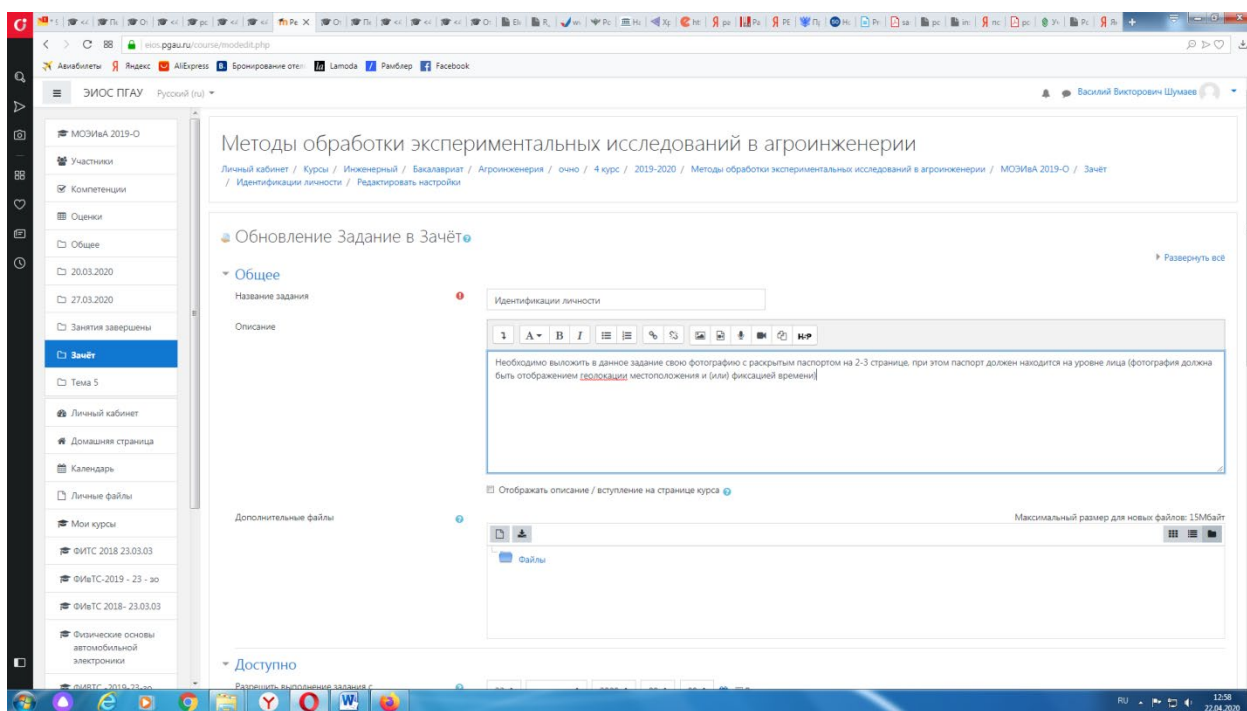 eios.pgau.ru/course/modedit.php
Авиабилеты Яндекс AliExpress Бронирование отел Lamoda Рамблер Facebook
ЭИОС ПГАУ Русский (ru)
Василий Викторович Шумаев
МОЭИвА 2019-О
Участники
Компетенции
Оценки
Общее
20.03.2020
27.03.2020
Занятия завершены
Зачёт
Тема 5
Личный кабинет
Домашняя страница
Календарь
Личные файлы
Мои курсы
ФИТС 2018 23.03.03
ФИвТС-2019 - 23 - зо
ФИвТС 2018- 23.03.03
Физические основы
автомобильной
электроники
Методы обработки экспериментальных исследований в агроинженерии
Личный кабинет / Курсы / Инженерный / Бакалавриат / Агроинженерия / очно / 4 курс / 2019-2020 / Методы обработки экспериментальных исследований в агроинженерии / МОЭИвА 2019-О / Зачёт
/ Идентификации личности / Редактировать настройки
Обновление Задание в Зачёт
Развернуть всё
Общее
Название задания
Идентификации личности
Описание
Необходимо выложить в данное задание свою фотографию с раскрытым паспортом на 2-3 странице, при этом паспорт должен находится на уровне лица (фотография должна
быть отображением геолокации местоположения и (или) фиксацией времени)
Отображать описание / вступление на странице курса
Дополнительные файлы
Максимальный размер для новых файлов: 15Мбайт
Файлы
Доступно
Разрешить выполнение задания с
RU
12:58
22.04.2020